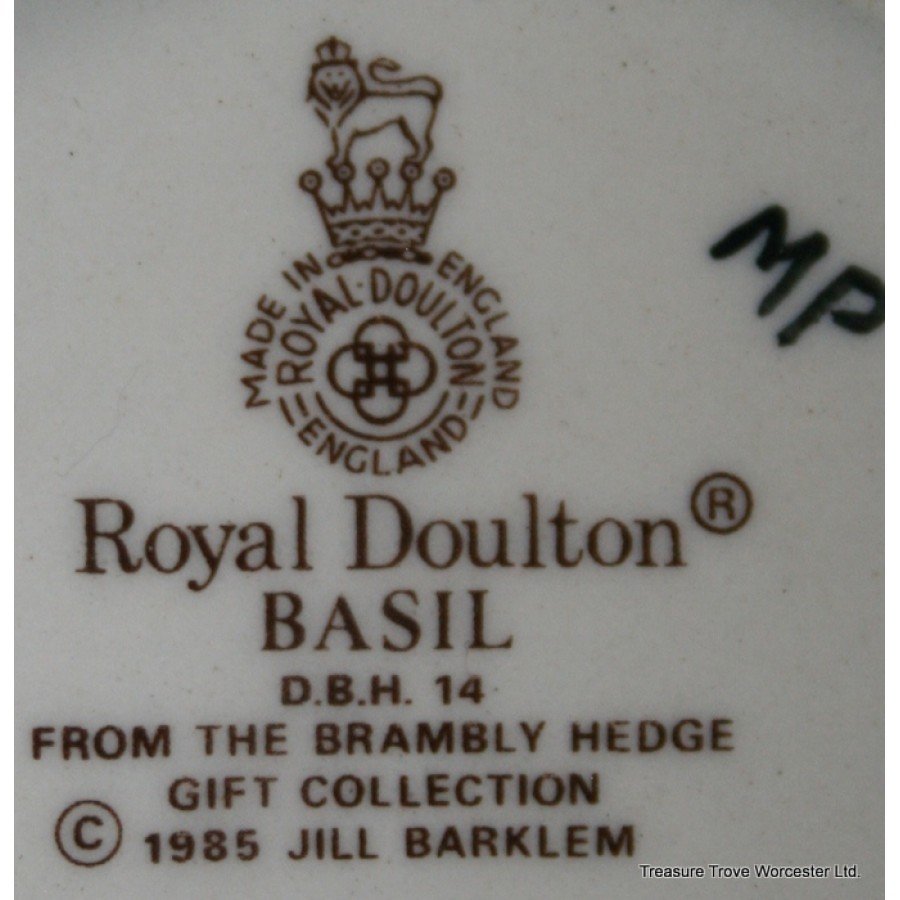 MADE IN ENGLAND
ROYAL·DOULTON
ENGLAND
MP
Royal Doulton®
BASIL
D.B.H. 14
FROM THE BRAMBLY HEDGE
GIFT COLLECTION
© 1985 JILL BARKLEM
Treasure Trove Worcester Ltd.